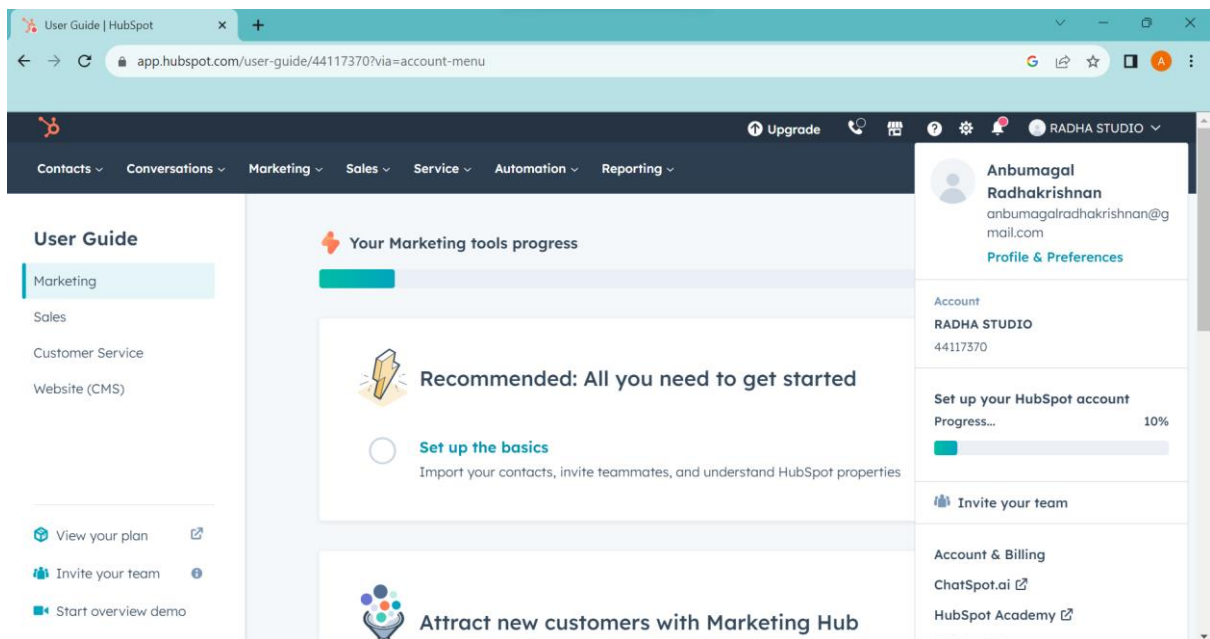 User Guide | HubSpot
app.hubspot.com/user-guide/44117370?via=account-menu
A
Upgrade
RADHA STUDIO
Contacts
Conversations
Marketing
Sales
Service
Automation
Reporting
User Guide
Marketing
Sales
Customer Service
Website (CMS)
View your plan
Invite your team
Start overview demo
Your Marketing tools progress
Recommended: All you need to get started
Set up the basics
Import your contacts, invite teammates, and understand HubSpot properties
Attract new customers with Marketing Hub
Anbumagal
Radhakrishnan
anbumagalradhakrishnan@g
mail.com
Profile & Preferences
Account
RADHA STUDIO
44117370
Set up your HubSpot account
Progress... 10%
Invite your team
Account & Billing
ChatSpot.ai
HubSpot Academy